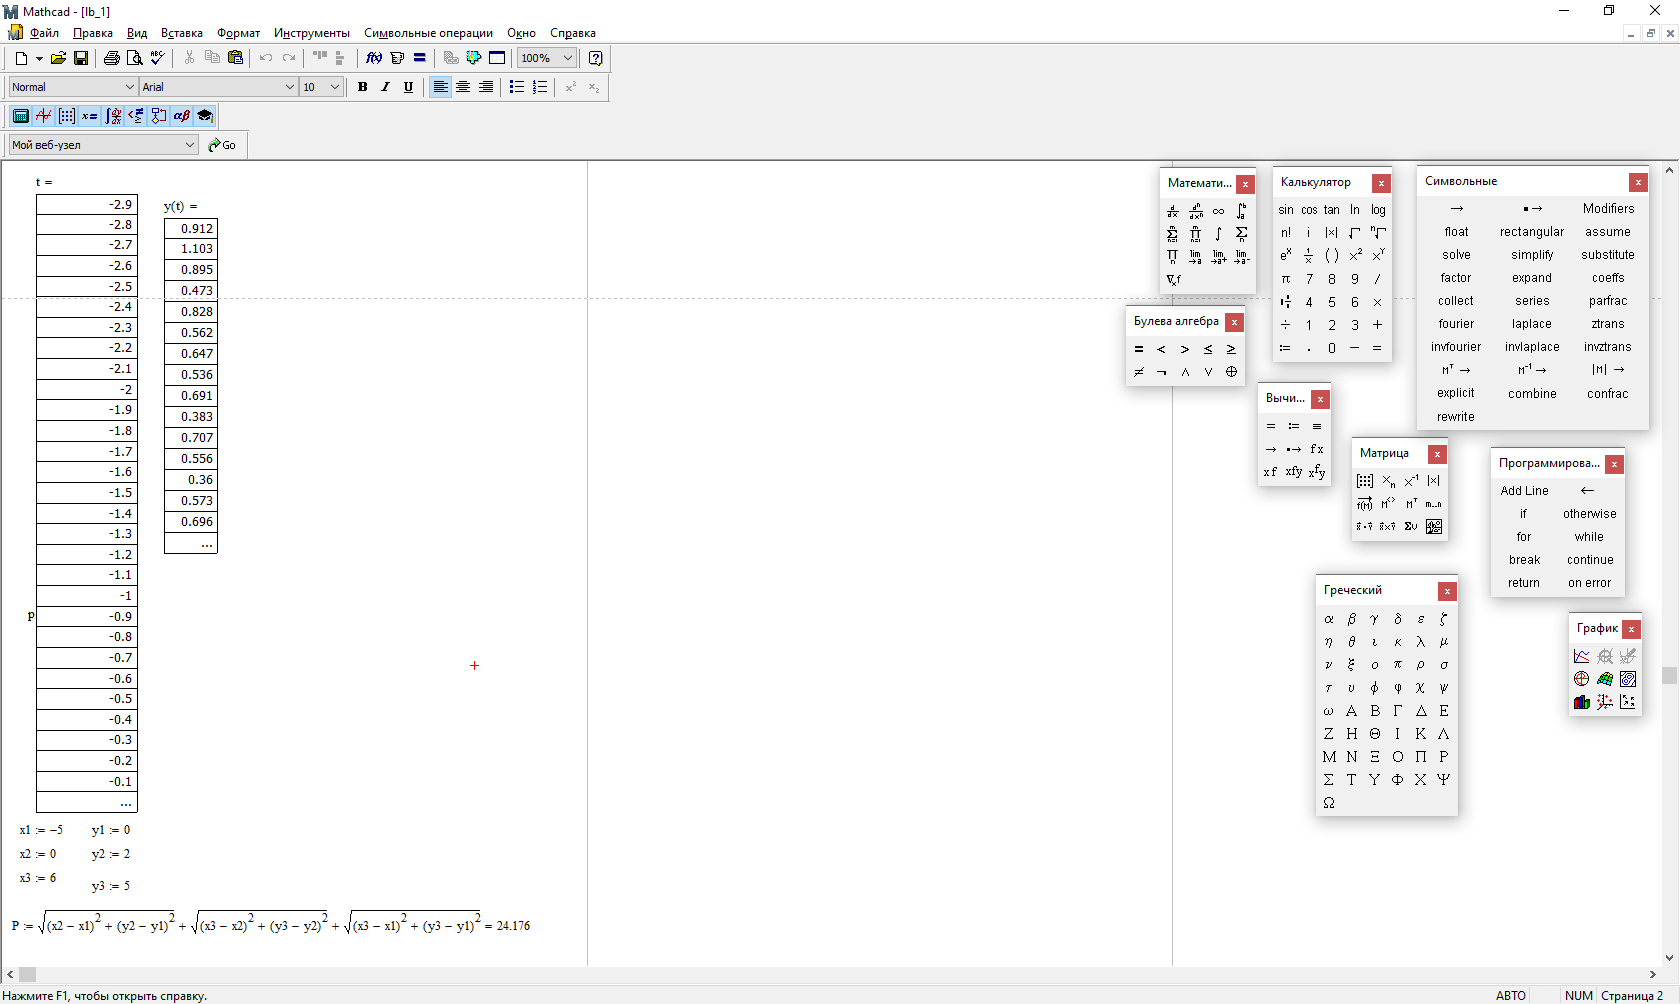 Mathcad - [lb_1]
Файл Правка Вид Вставка Формат Инструменты Символьные операции Окно Справка
100%
Normal Arial 10 B I U
Мой веб-узел Go
t =
-2.9
-2.8
-2.7
-2.6
-2.5
-2.4
-2.3
-2.2
-2.1
-2
-1.9
-1.8
-1.7
-1.6
-1.5
-1.4
-1.3
-1.2
-1.1
-1
-0.9
-0.8
-0.7
-0.6
-0.5
-0.4
-0.3
-0.2
-0.1
...
p
y(t) =
0.912
1.103
0.895
0.473
0.828
0.562
0.647
0.536
0.691
0.383
0.707
0.556
0.36
0.573
0.696
...
x1 := −5 y1 := 0
x2 := 0 y2 := 2
x3 := 6
y3 := 5
P := √(x2 − x1)² + (y2 − y1)² + √(x3 − x2)² + (y3 − y2)² + √(x3 − x1)² + (y3 − y1)² = 24.176
Математи...
Калькулятор
sin cos tan ln log
n! i |×| √ ⁿ√
eˣ 1/x ( ) ×² ×ʸ
π 7 8 9 /
4 5 6 ×
÷ 1 2 3 +
:= . 0 − =
Символьные
→ ▪ → Modifiers
float rectangular assume
solve simplify substitute
factor expand coeffs
collect series parfrac
fourier laplace ztrans
invfourier invlaplace invztrans
Mᵀ → M⁻¹ → |M| →
explicit combine confrac
rewrite
Булева алгебра
= < > ≤ ≥
≠ ¬ ∧ ∨ ⊕
Вычи...
= := ≡
→ ▪→ fx
xf xfy xfy
Матрица
Программирова...
Add Line ←
if otherwise
for while
break continue
return on error
Греческий
α β γ δ ε ζ
η θ ι κ λ μ
ν ξ ο π ρ σ
τ υ ϕ φ χ ψ
ω Α Β Γ Δ Ε
Ζ Η Θ Ι Κ Λ
Μ Ν Ξ Ο Π Ρ
Σ Τ Υ Φ Χ Ψ
Ω
График
Нажмите F1, чтобы открыть справку.
АВТО NUM Страница 2